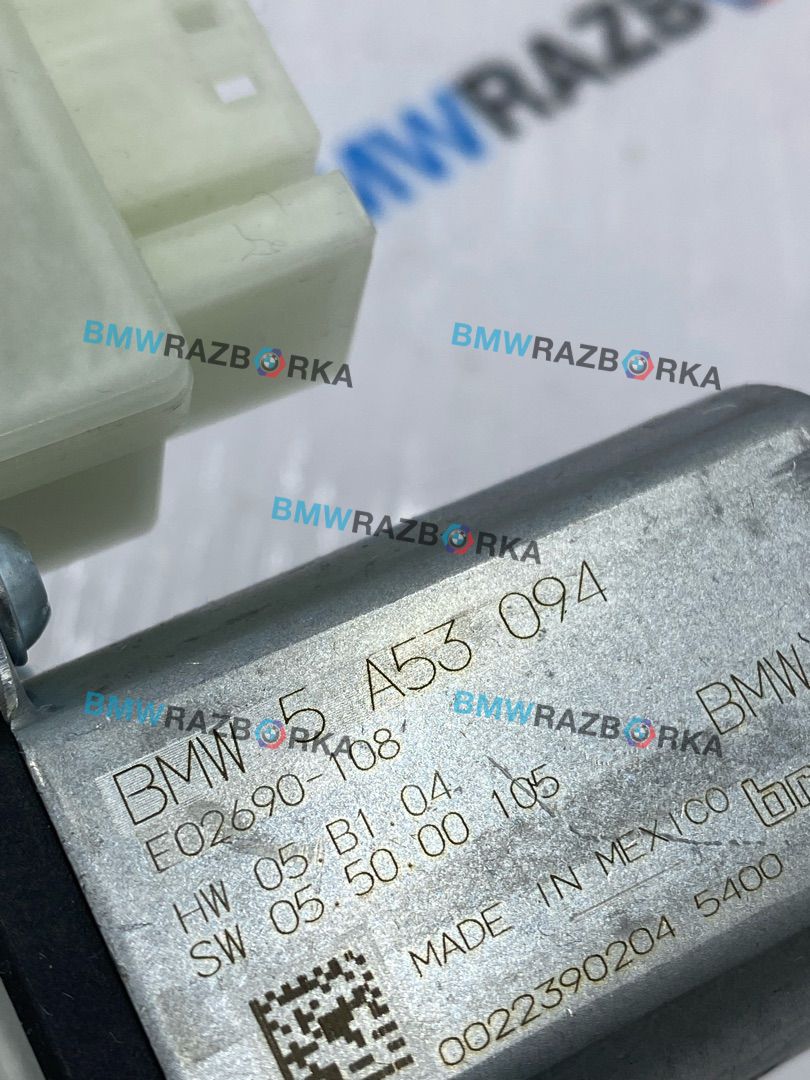 BMWRAZB
BMWRAZBORKA
BMWRAZBORKA
BMWRAZBORKA
BMW 5 A53 094
BMW
E02690-108
BMWRAZBORKA
BMWRAZBORKA
HW 05.B1.04
SW 05.50.00 105
MADE IN MEXICO
0022390204 5400